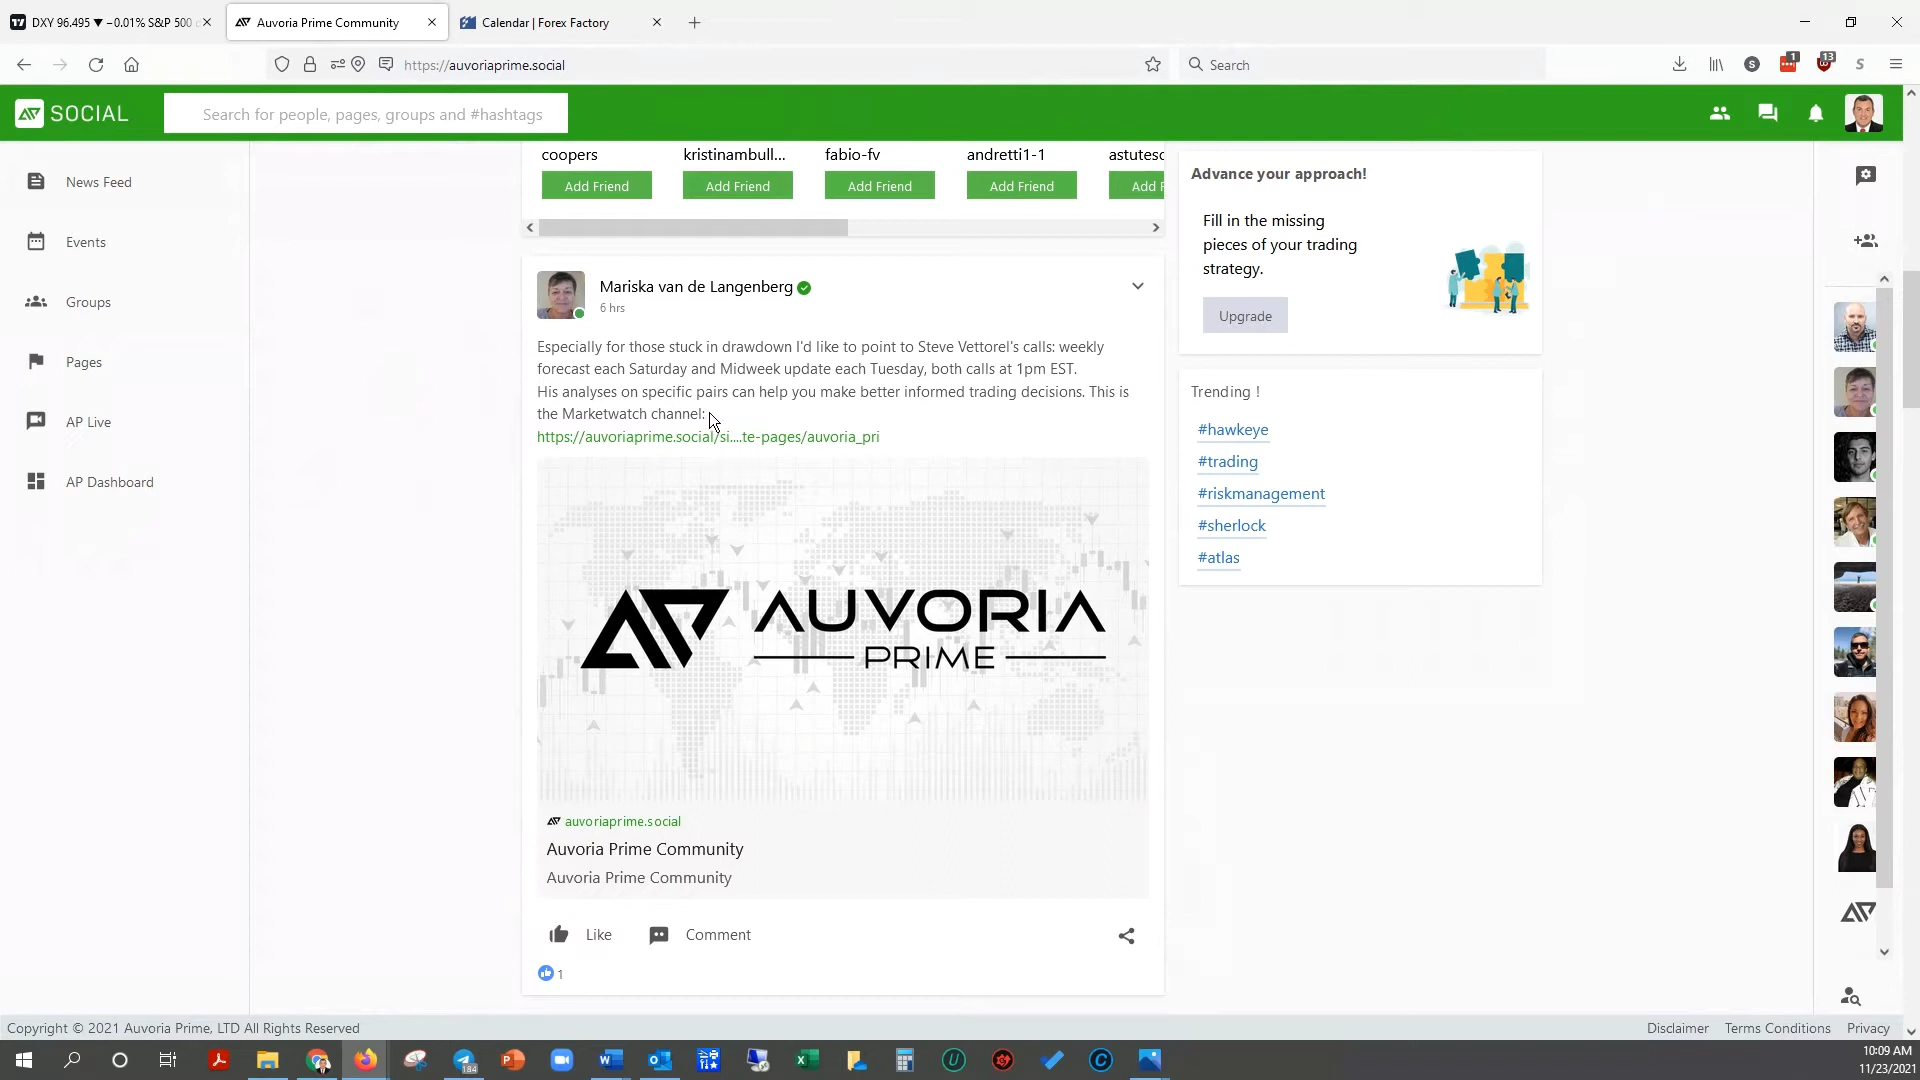 DXY 96.495 ▼ −0.01% S&P 500
Auvoria Prime Community
Calendar | Forex Factory
https://auvoriaprime.social
Search
S
1
13
S
SOCIAL
Search for people, pages, groups and #hashtags
News Feed
Events
Groups
Pages
AP Live
AP Dashboard
coopers
kristinambull...
fabio-fv
andretti1-1
astutesc
Add Friend
Add Friend
Add Friend
Add Friend
Add F
Mariska van de Langenberg
6 hrs
Especially for those stuck in drawdown I'd like to point to Steve Vettorel's calls: weekly
forecast each Saturday and Midweek update each Tuesday, both calls at 1pm EST.
His analyses on specific pairs can help you make better informed trading decisions. This is
the Marketwatch channel:
https://auvoriaprime.social/si....te-pages/auvoria_pri
AUVORIA
PRIME
auvoriaprime.social
Auvoria Prime Community
Auvoria Prime Community
Like
Comment
1
Advance your approach!
Fill in the missing
pieces of your trading
strategy.
Upgrade
Trending !
#hawkeye
#trading
#riskmanagement
#sherlock
#atlas
Copyright © 2021 Auvoria Prime, LTD All Rights Reserved
Disclaimer
Terms Conditions
Privacy
184
10:09 AM
11/23/2021